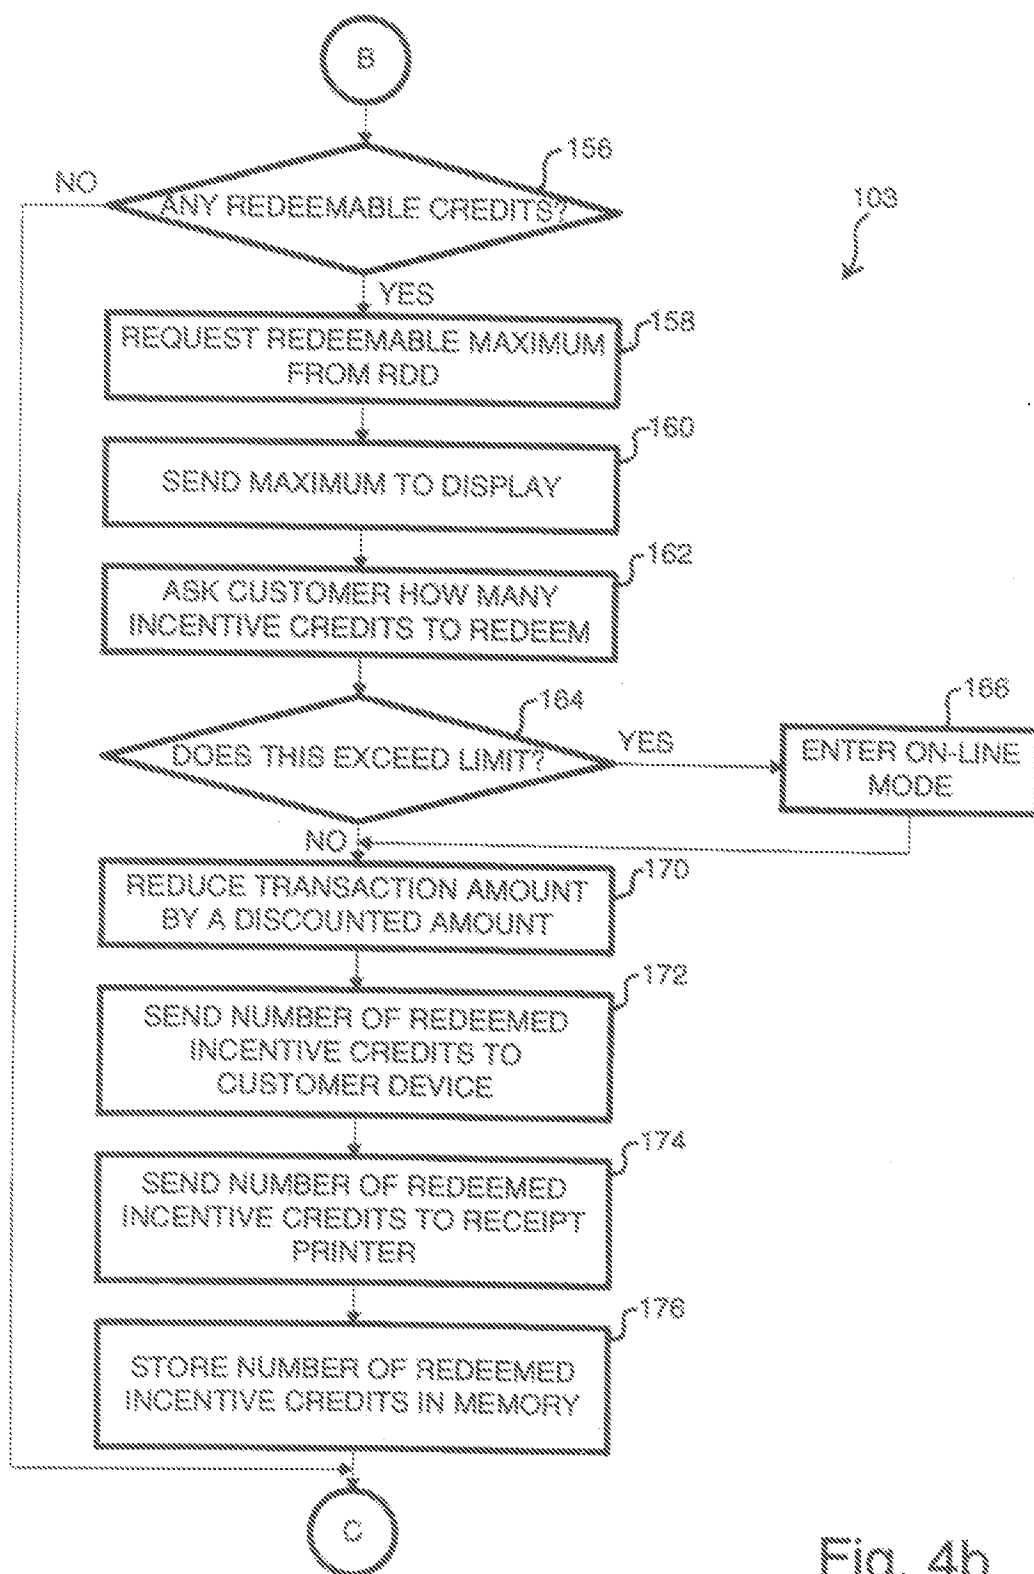 B
156
NO
ANY REDEEMABLE CREDITS?
103
YES
158
REQUEST REDEEMABLE MAXIMUM
FROM RDD
160
SEND MAXIMUM TO DISPLAY
162
ASK CUSTOMER HOW MANY
INCENTIVE CREDITS TO REDEEM
164
166
DOES THIS EXCEED LIMIT?
YES
ENTER ON-LINE
MODE
NO
170
REDUCE TRANSACTION AMOUNT
BY A DISCOUNTED AMOUNT
172
SEND NUMBER OF REDEEMED
INCENTIVE CREDITS TO
CUSTOMER DEVICE
174
SEND NUMBER OF REDEEMED
INCENTIVE CREDITS TO RECEIPT
PRINTER
176
STORE NUMBER OF REDEEMED
INCENTIVE CREDITS IN MEMORY
C
Fig. 4b